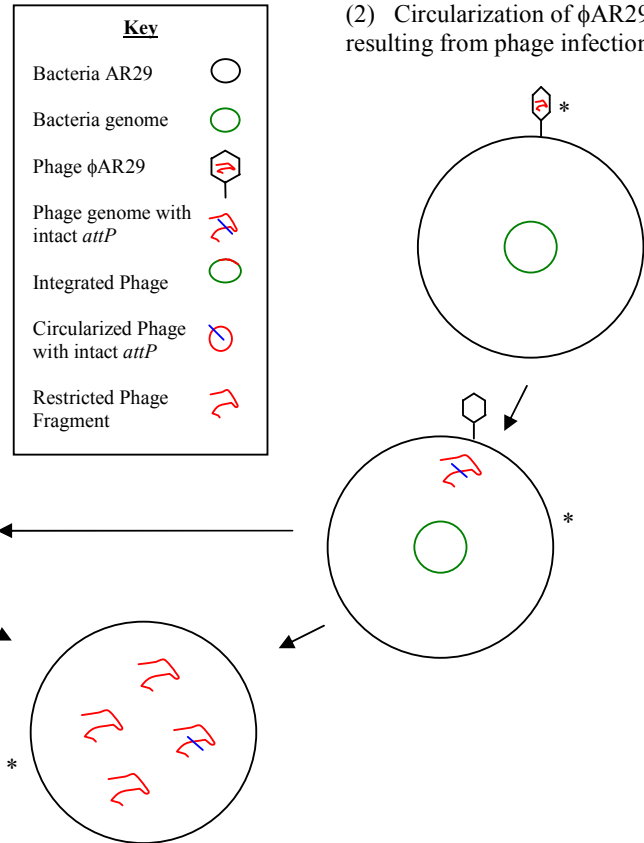 Key
Bacteria AR29
Bacteria genome
Phage ϕAR29
Phage genome with
intact attP
Integrated Phage
Circularized Phage
with intact attP
Restricted Phage
Fragment
(2) Circularization of ϕAR29
resulting from phage infection
*
*
*